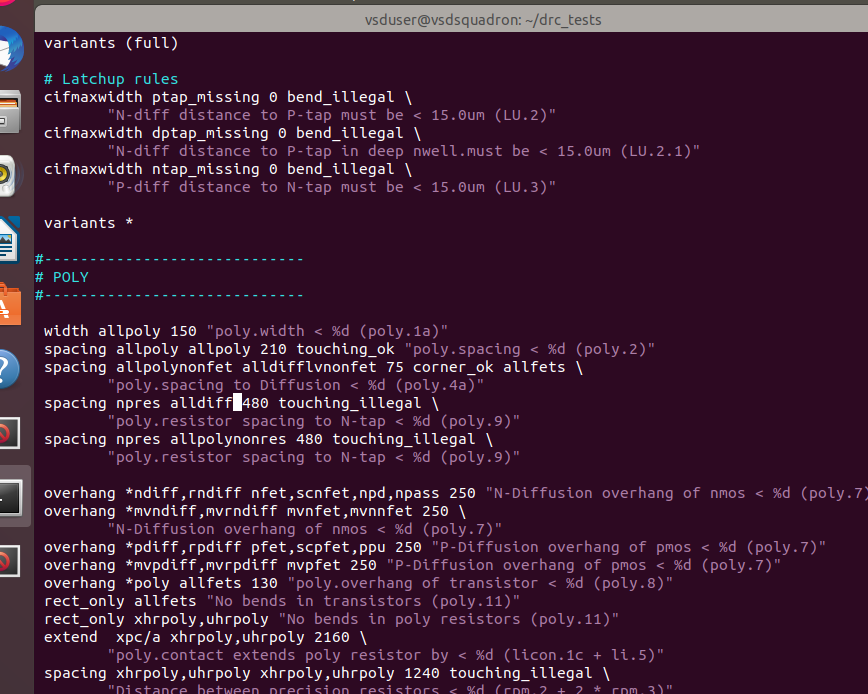 vsduser@vsdsquadron: ~/drc_tests
variants (full)
# Latchup rules
cifmaxwidth ptap_missing 0 bend_illegal \
"N-diff distance to P-tap must be < 15.0um (LU.2)"
cifmaxwidth dptap_missing 0 bend_illegal \
"N-diff distance to P-tap in deep nwell.must be < 15.0um (LU.2.1)"
cifmaxwidth ntap_missing 0 bend_illegal \
"P-diff distance to N-tap must be < 15.0um (LU.3)"
variants *
#-----------------------------
# POLY
#-----------------------------
width allpoly 150 "poly.width < %d (poly.1a)"
spacing allpoly allpoly 210 touching_ok "poly.spacing < %d (poly.2)"
spacing allpolynonfet alldifflvnonfet 75 corner_ok allfets \
"poly.spacing to Diffusion < %d (poly.4a)"
spacing npres alldiff 480 touching_illegal \
"poly.resistor spacing to N-tap < %d (poly.9)"
spacing npres allpolynonres 480 touching_illegal \
"poly.resistor spacing to N-tap < %d (poly.9)"
overhang *ndiff,rndiff nfet,scnfet,npd,npass 250 "N-Diffusion overhang of nmos < %d (poly.7)
overhang *mvndiff,mvrndiff mvnfet,mvnnfet 250 \
"N-Diffusion overhang of nmos < %d (poly.7)"
overhang *pdiff,rpdiff pfet,scpfet,ppu 250 "P-Diffusion overhang of pmos < %d (poly.7)"
overhang *mvpdiff,mvrpdiff mvpfet 250 "P-Diffusion overhang of pmos < %d (poly.7)"
overhang *poly allfets 130 "poly.overhang of transistor < %d (poly.8)"
rect_only allfets "No bends in transistors (poly.11)"
rect_only xhrpoly,uhrpoly "No bends in poly resistors (poly.11)"
extend  xpc/a xhrpoly,uhrpoly 2160 \
"poly.contact extends poly resistor by < %d (licon.1c + li.5)"
spacing xhrpoly,uhrpoly xhrpoly,uhrpoly 1240 touching_illegal \
"Distance between precision resistors < %d (rpm.2 + 2 * rpm.3)"